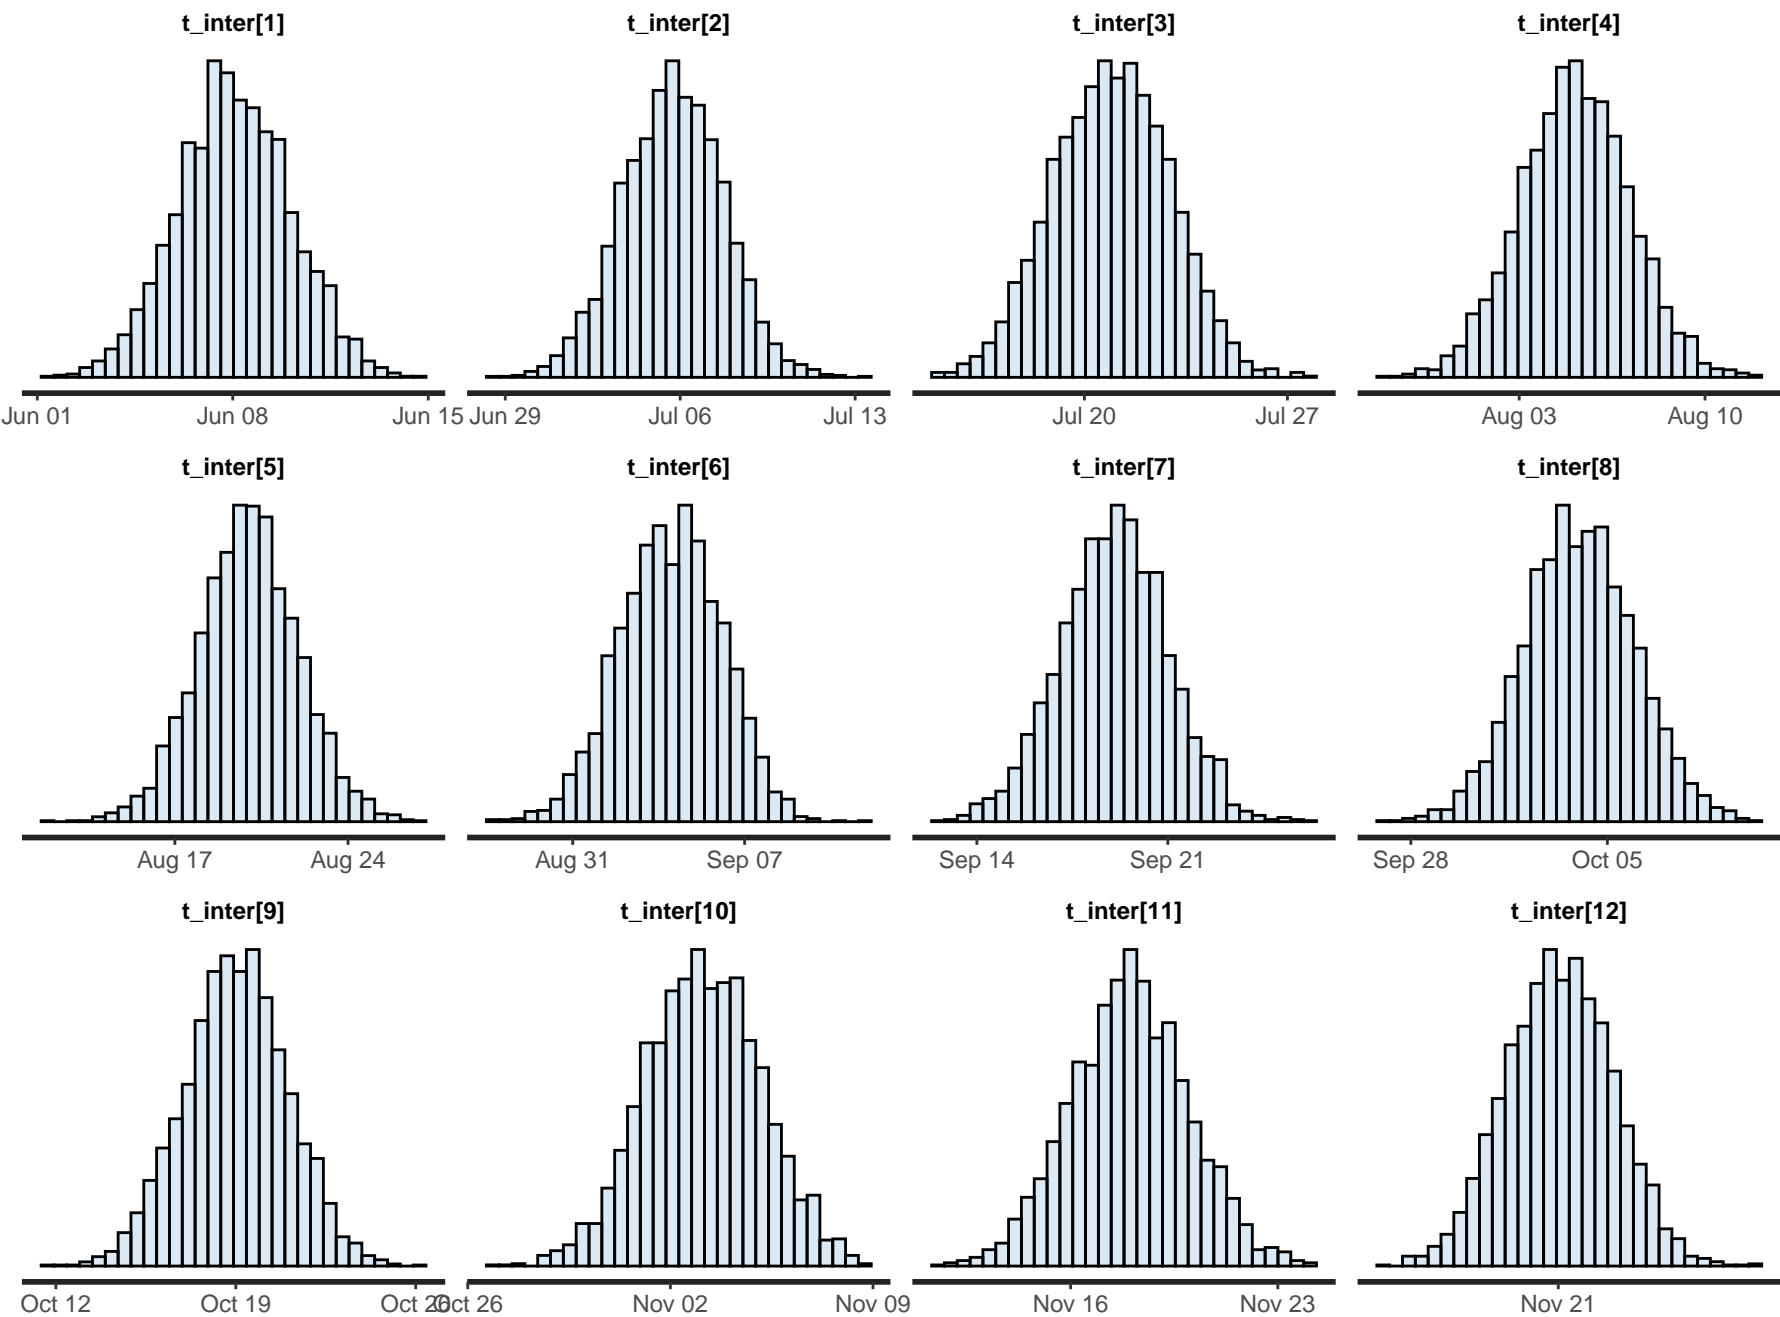 t_inter[1] t_inter[2] t_inter[3] t_inter[4]
Jun 01 Jun 08 Jun 15 Jun 29 Jul 06 Jul 13 Jul 20 Jul 27 Aug 03 Aug 10
t_inter[5] t_inter[6] t_inter[7] t_inter[8]
Aug 17 Aug 24 Aug 31 Sep 07 Sep 14 Sep 21 Sep 28 Oct 05
t_inter[9] t_inter[10] t_inter[11] t_inter[12]
Oct 12 Oct 19 Oct 26 Oct 26 Nov 02 Nov 09 Nov 16 Nov 23 Nov 21